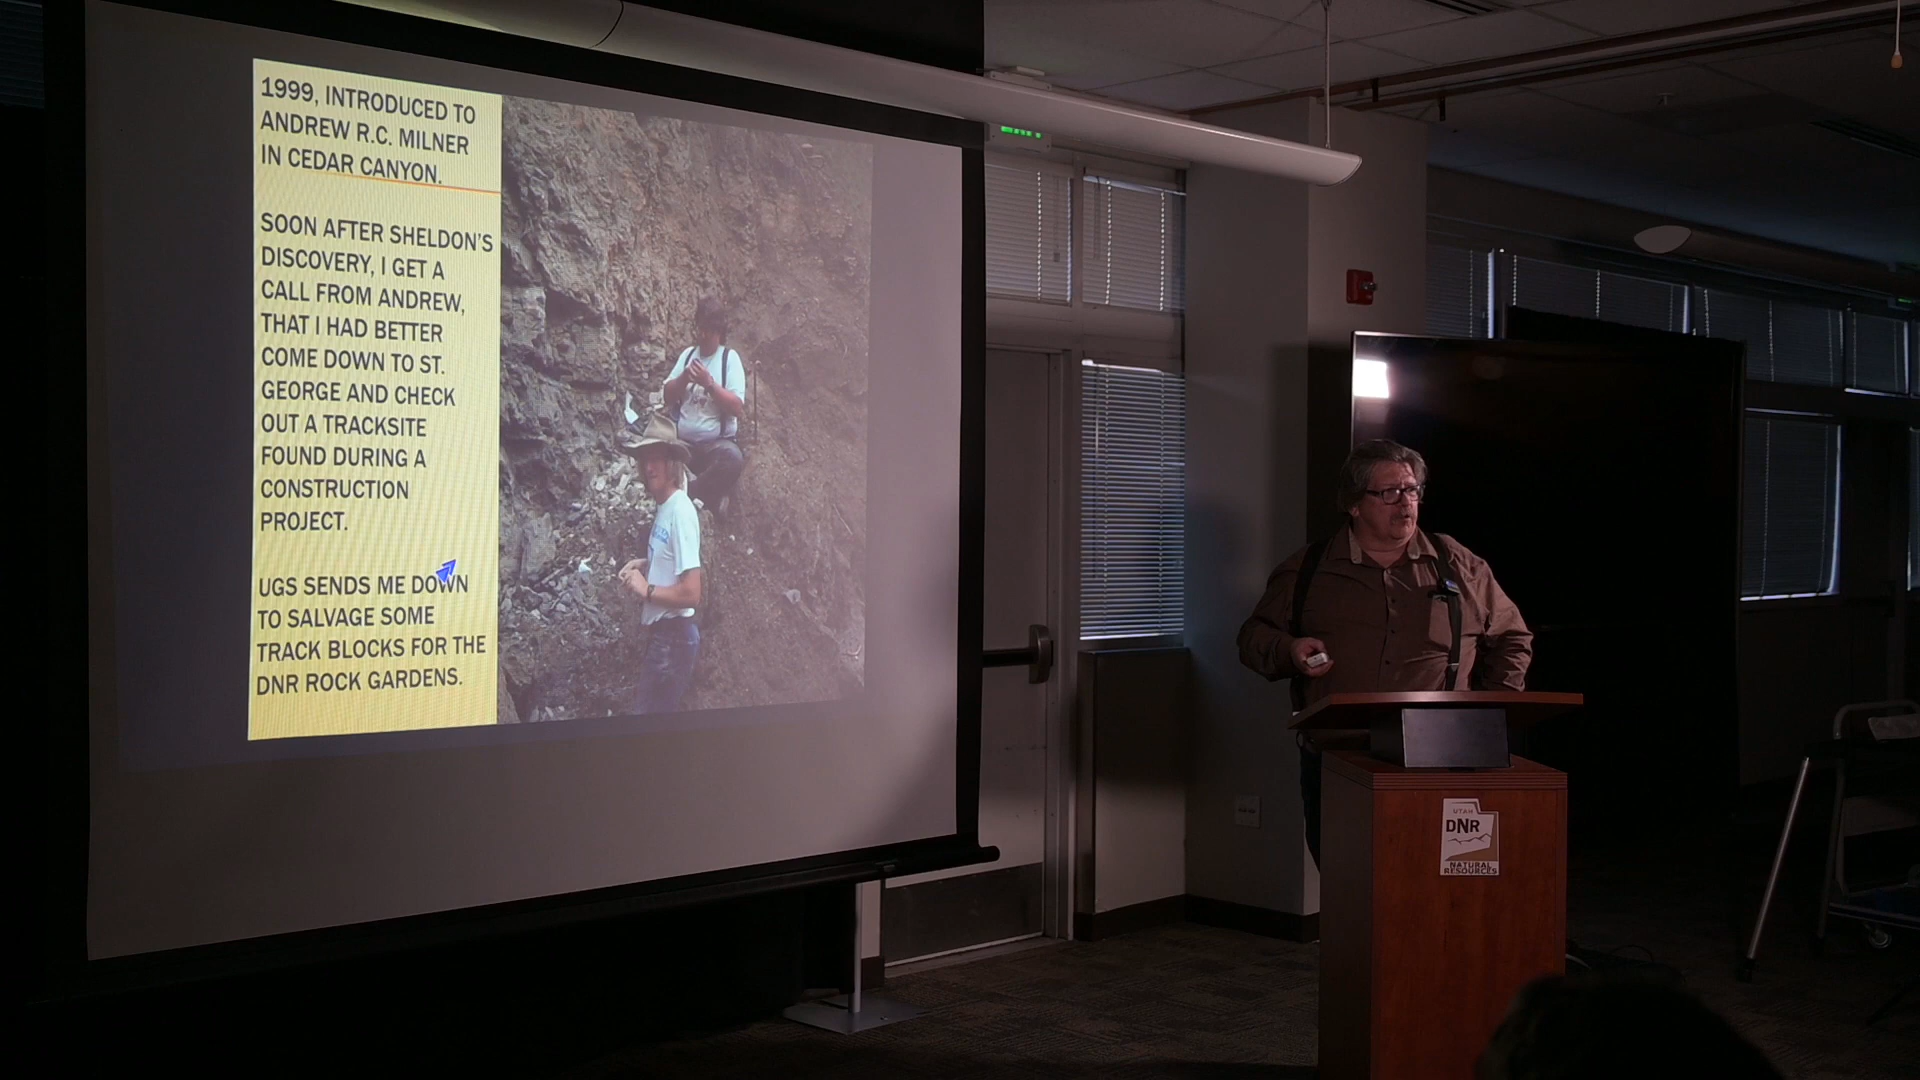 1999, INTRODUCED TO
ANDREW R.C. MILNER
IN CEDAR CANYON.
SOON AFTER SHELDON'S
DISCOVERY, I GET A
CALL FROM ANDREW,
THAT I HAD BETTER
COME DOWN TO ST.
GEORGE AND CHECK
OUT A TRACKSITE
FOUND DURING A
CONSTRUCTION
PROJECT.
UGS SENDS ME DOWN
TO SALVAGE SOME
TRACK BLOCKS FOR THE
DNR ROCK GARDENS.
UTAH
DNR
NATURAL
RESOURCES